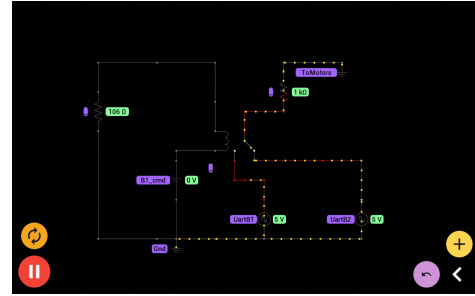 ToMotors
1 kΩ
106 Ω
B1_cmd
0 V
UartB1
5 V
UartB2
5 V
Gnd